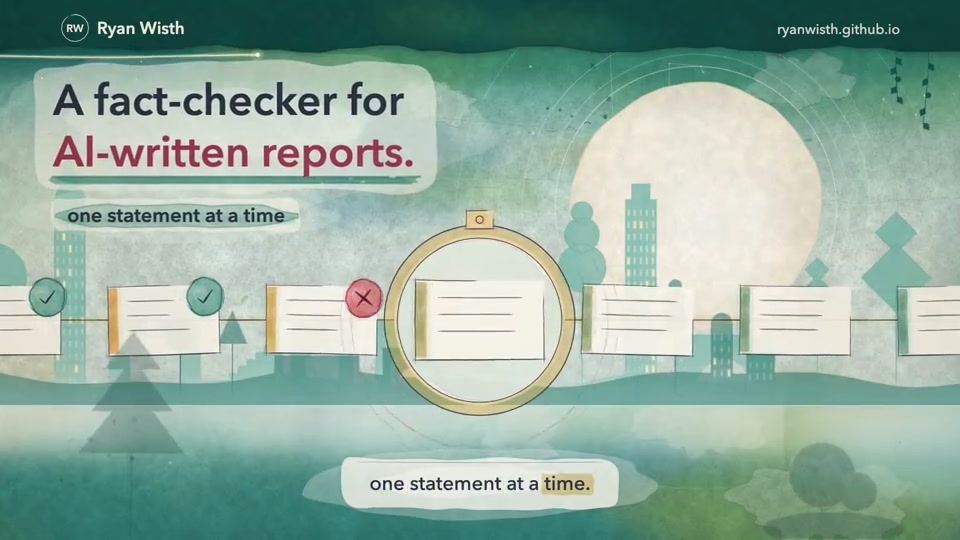 RW Ryan Wisth
ryanwisth.github.io
A fact-checker for
AI-written reports.
one statement at a time
one statement at a time.